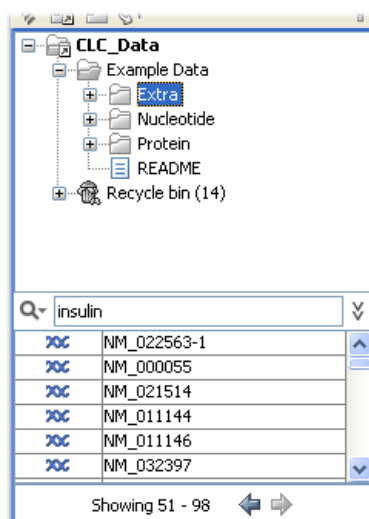 CLC_Data
Example Data
Extra
Nucleotide
Protein
README
Recycle bin (14)
insulin
NM_022563-1
NM_000055
NM_021514
NM_011144
NM_011146
NM_032397
Showing 51 - 98